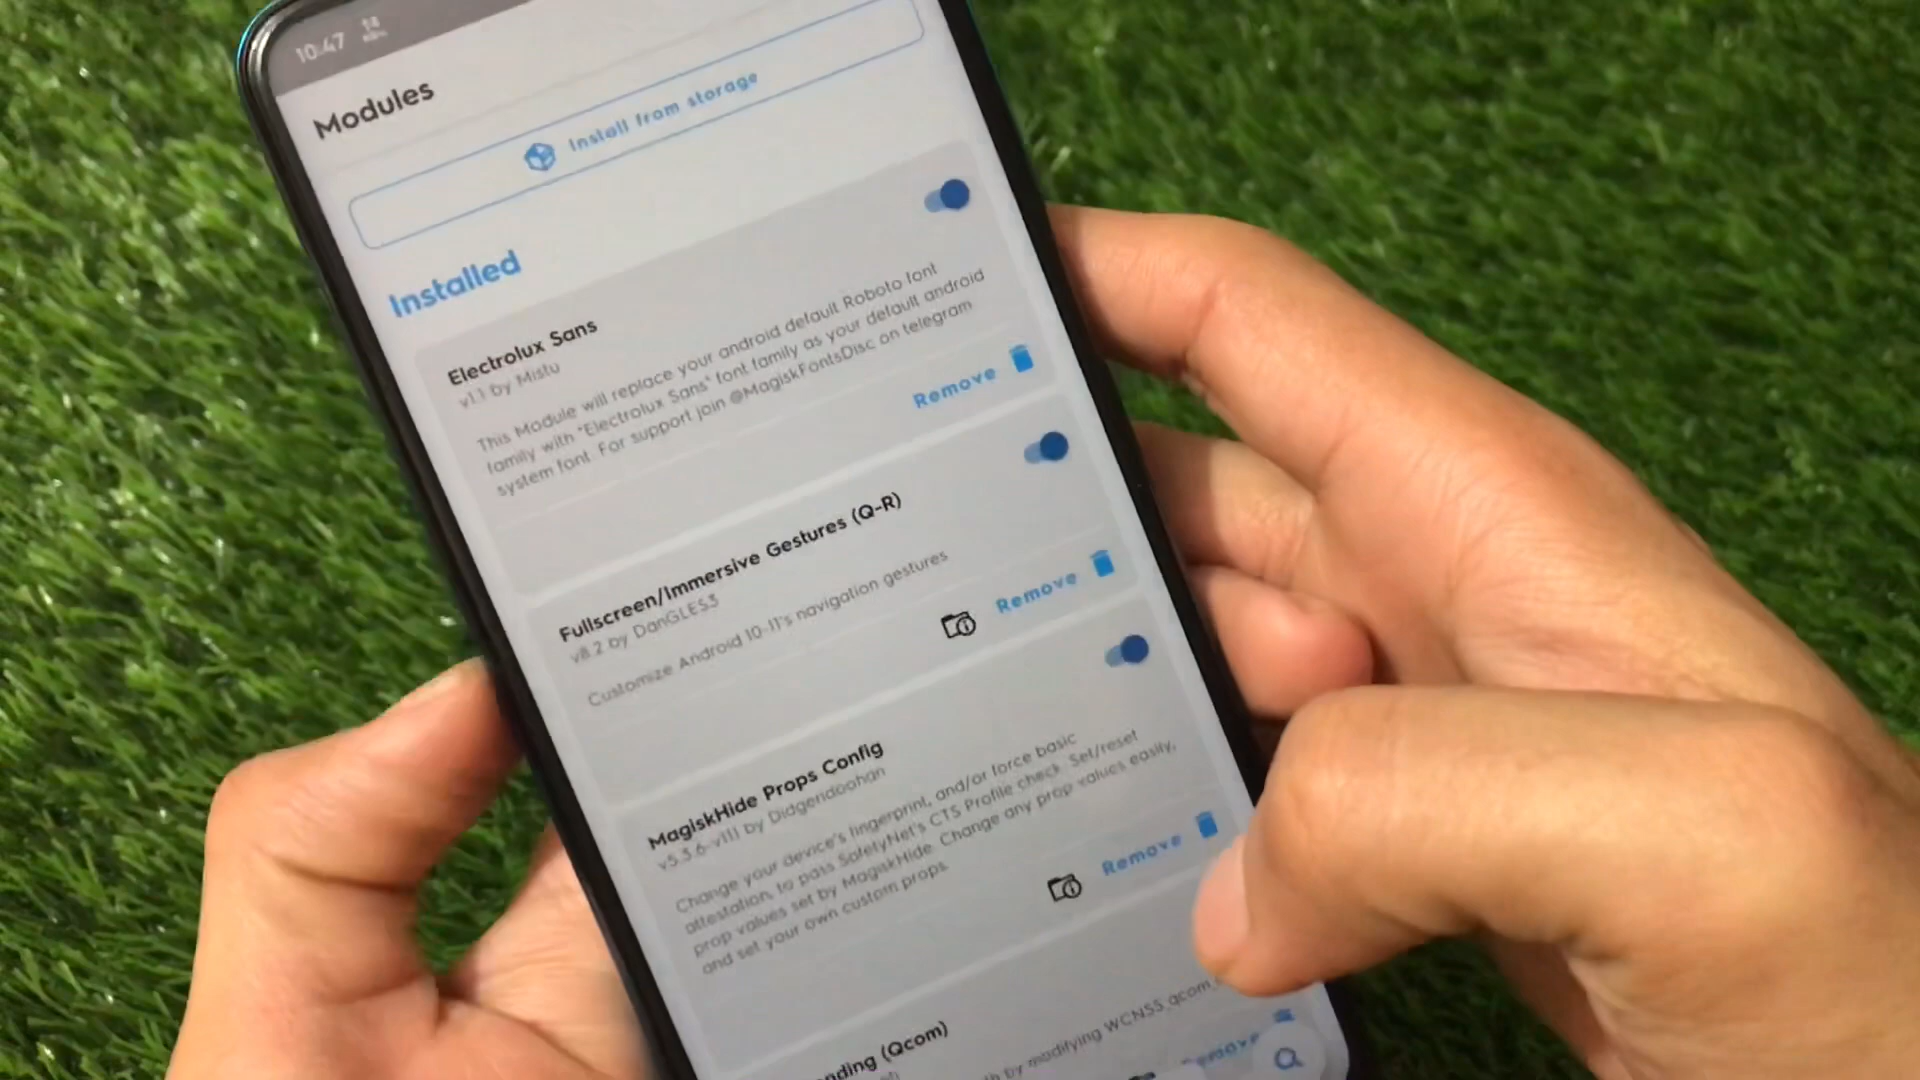 10:47
Modules
Install from storage
Installed
Electrolux Sans
v1.1 by Mistu
This Module will replace your android default Roboto font
family with "Electrolux Sans" font family as your default android
system font. For support join @MagiskFontsDisc on telegram
Remove
Fullscreen/Immersive Gestures (Q-R)
v8.2 by DanGLES3
Customize Android 10-11's navigation gestures
Remove
MagiskHide Props Config
v5.3.6-v111 by Didgeridoohan
Change your device's fingerprint, and/or force basic
attestation, to pass SafetyNet's CTS Profile check. Set/reset
prop values set by MagiskHide. Change any prop values easily,
and set your own custom props.
Remove
nding (Qcom)
by modifying WCNSS_qcom_
Remove